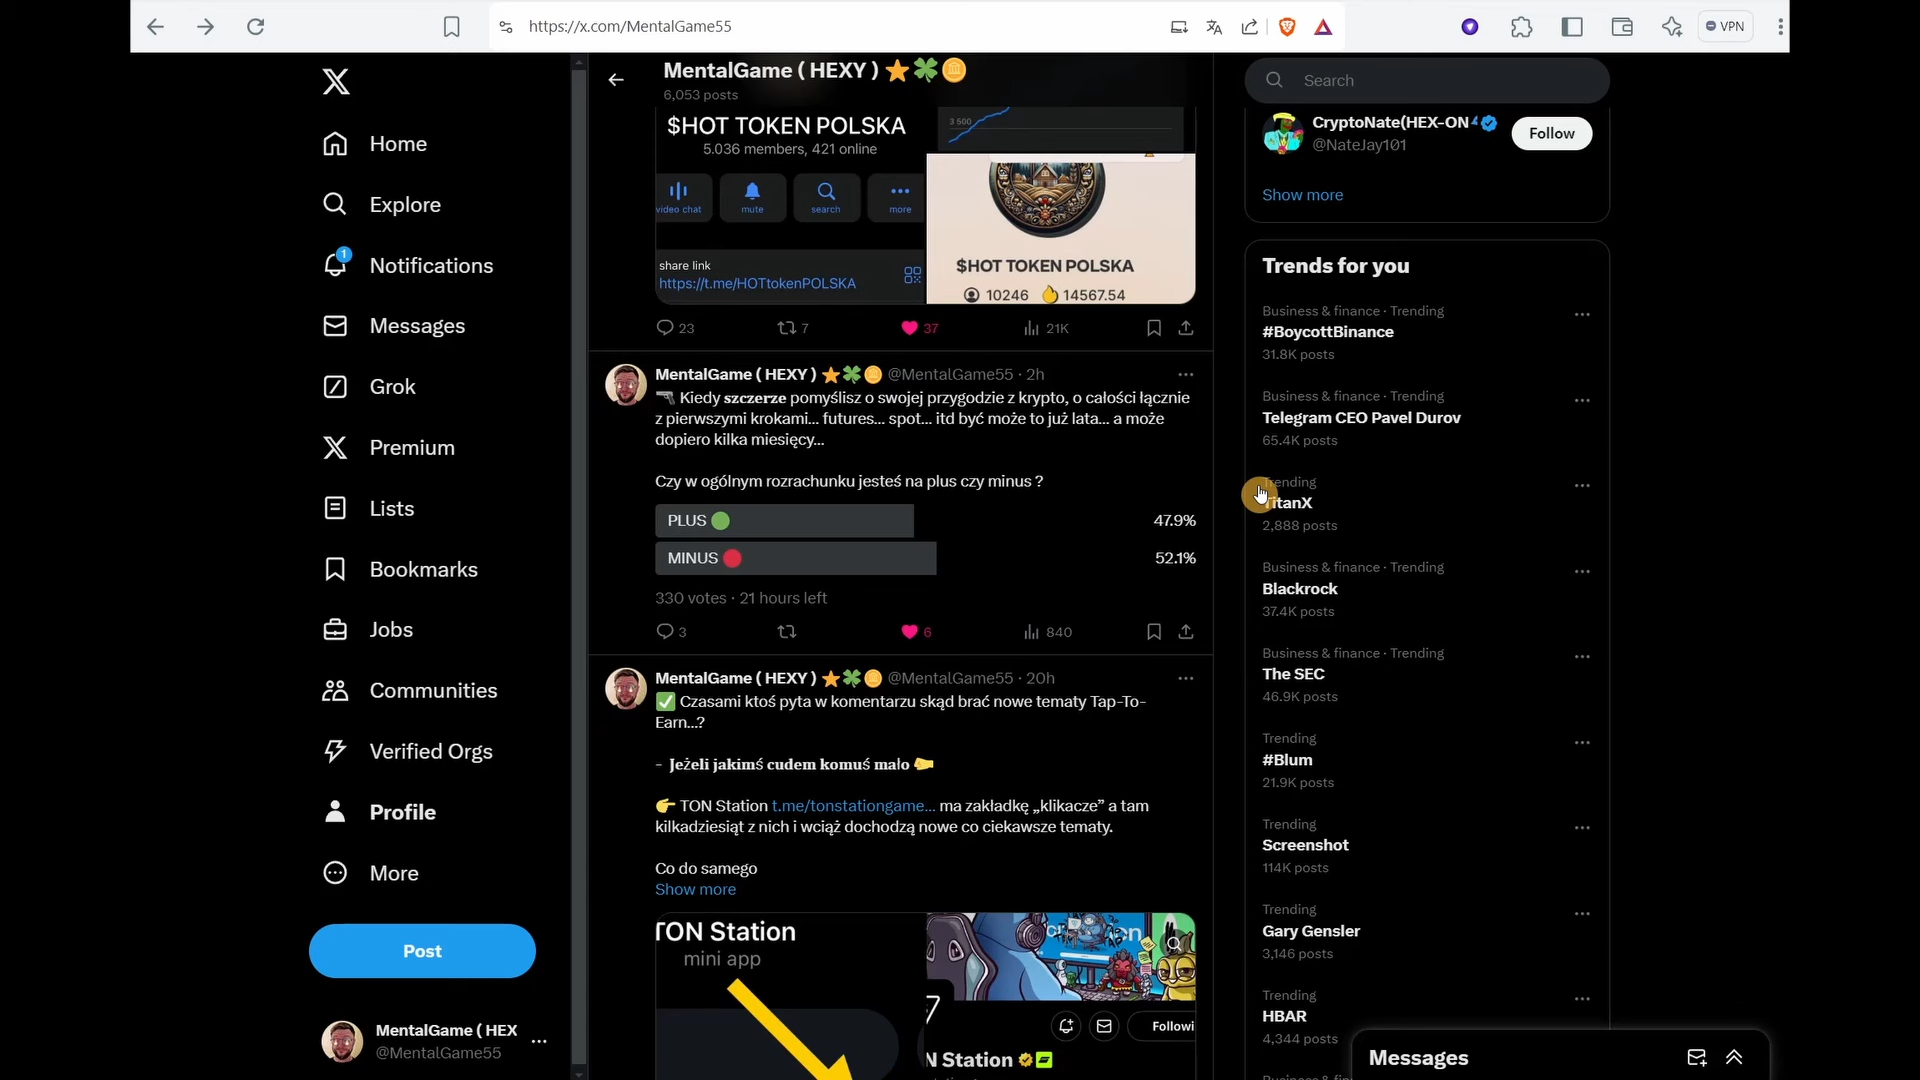 https://x.com/MentalGame55
VPN
Home
Explore
1
Notifications
Messages
Grok
Premium
Lists
Bookmarks
Jobs
Communities
Verified Orgs
Profile
More
Post
MentalGame ( HEX
@MentalGame55
MentalGame ( HEXY ) ⭐🍀🪙
6,053 posts
$HOT TOKEN POLSKA
5.036 members, 421 online
video chat
mute
search
more
share link
https://t.me/HOTtokenPOLSKA
3 500
$HOT TOKEN POLSKA
10246 14567.54
23 7 37 21K
MentalGame ( HEXY ) ⭐🍀🪙 @MentalGame55 · 2h
🔫 Kiedy szczerze pomyślisz o swojej przygodzie z krypto, o całości łącznie
z pierwszymi krokami... futures... spot... itd być może to już lata... a może
dopiero kilka miesięcy...
Czy w ogólnym rozrachunku jesteś na plus czy minus ?
PLUS 🟢 47.9%
MINUS 🔴 52.1%
330 votes · 21 hours left
3 6 840
MentalGame ( HEXY ) ⭐🍀🪙 @MentalGame55 · 20h
✅ Czasami ktoś pyta w komentarzu skąd brać nowe tematy Tap-To-
Earn...?
- Jeżeli jakimś cudem komuś mało
👉 TON Station t.me/tonstationgame... ma zakładkę „klikacze” a tam
kilkadziesiąt z nich i wciąż dochodzą nowe co ciekawsze tematy.
Co do samego
Show more
TON Station
mini app
Followi
N Station
Search
CryptoNate(HEX-ON
@NateJay101
Follow
Show more
Trends for you
Business & finance · Trending
#BoycottBinance
31.8K posts
Business & finance · Trending
Telegram CEO Pavel Durov
65.4K posts
Trending
TitanX
2,888 posts
Business & finance · Trending
Blackrock
37.4K posts
Business & finance · Trending
The SEC
46.9K posts
Trending
#Blum
21.9K posts
Trending
Screenshot
114K posts
Trending
Gary Gensler
3,146 posts
Trending
HBAR
4,344 posts
Messages